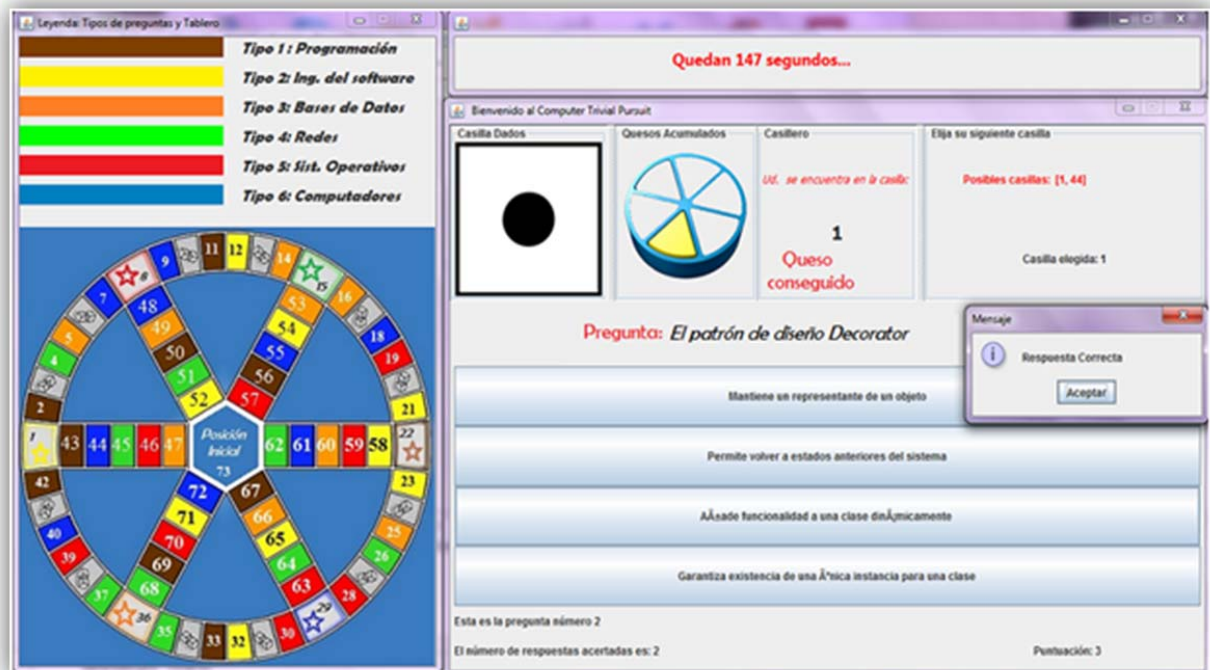 Leyenda: Tipos de preguntas y Tablero
Tipo 1 : Programación
Tipo 2: Ing. del software
Tipo 3: Bases de Datos
Tipo 4: Redes
Tipo 5: Sist. Operativos
Tipo 6: Computadores
11 12
9 14
8 15
7 48 53 16
5 49 54 18
4 50 55 19
51 56
2 52 57 21
1 43 44 45 46 47 Posición Inicial 73 62 61 60 59 58 22
42 72 67 23
71 66
40 70 65 25
39 69 64 26
37 68 63 28
36 29
35 33 32 30
Quedan 147 segundos...
Bienvenido al Computer Trivial Pursuit
Casilla Dados
Quesos Acumulados
Casillero
Ud. se encuentra en la casilla:
1
Queso
conseguido
Elija su siguiente casilla
Posibles casillas: [1, 44]
Casilla elegida: 1
Pregunta: El patrón de diseño Decorator
Mensaje
Respuesta Correcta
Aceptar
Mantiene un representante de un objeto
Permite volver a estados anteriores del sistema
AÃ±ade funcionalidad a una clase dinÃ¡micamente
Garantiza existencia de una Ãºnica instancia para una clase
Esta es la pregunta número 2
El número de respuestas acertadas es: 2
Puntuación: 3